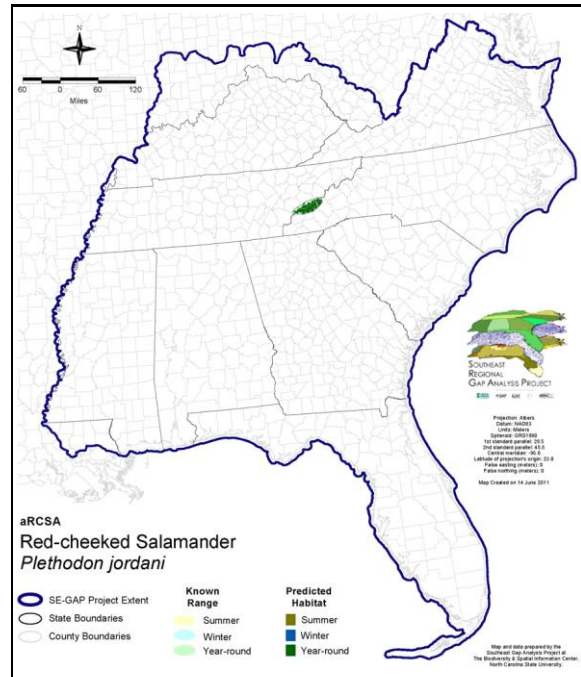 N
60 0 60 120
Miles
SOUTHEAST
REGIONAL
GAP ANALYSIS PROJECT
Projection: Albers
Datum: NAD83
Units: Meters
Spheroid: GRS1980
1st standard parallel: 29.5
2nd standard parallel: 45.5
Central meridian: -96.0
Latitude of projection's origin: 23.0
False easting (meters): 0
False northing (meters): 0
Map Created on 14 June 2011
aRCSA
Red-cheeked Salamander
Plethodon jordani
SE-GAP Project Extent
State Boundaries
County Boundaries
Known
Range
Summer
Winter
Year-round
Predicted
Habitat
Summer
Winter
Year-round
Map and data prepared by the
Southeast Gap Analysis Project at
The Biodiversity & Spatial Information Center,
North Carolina State University.